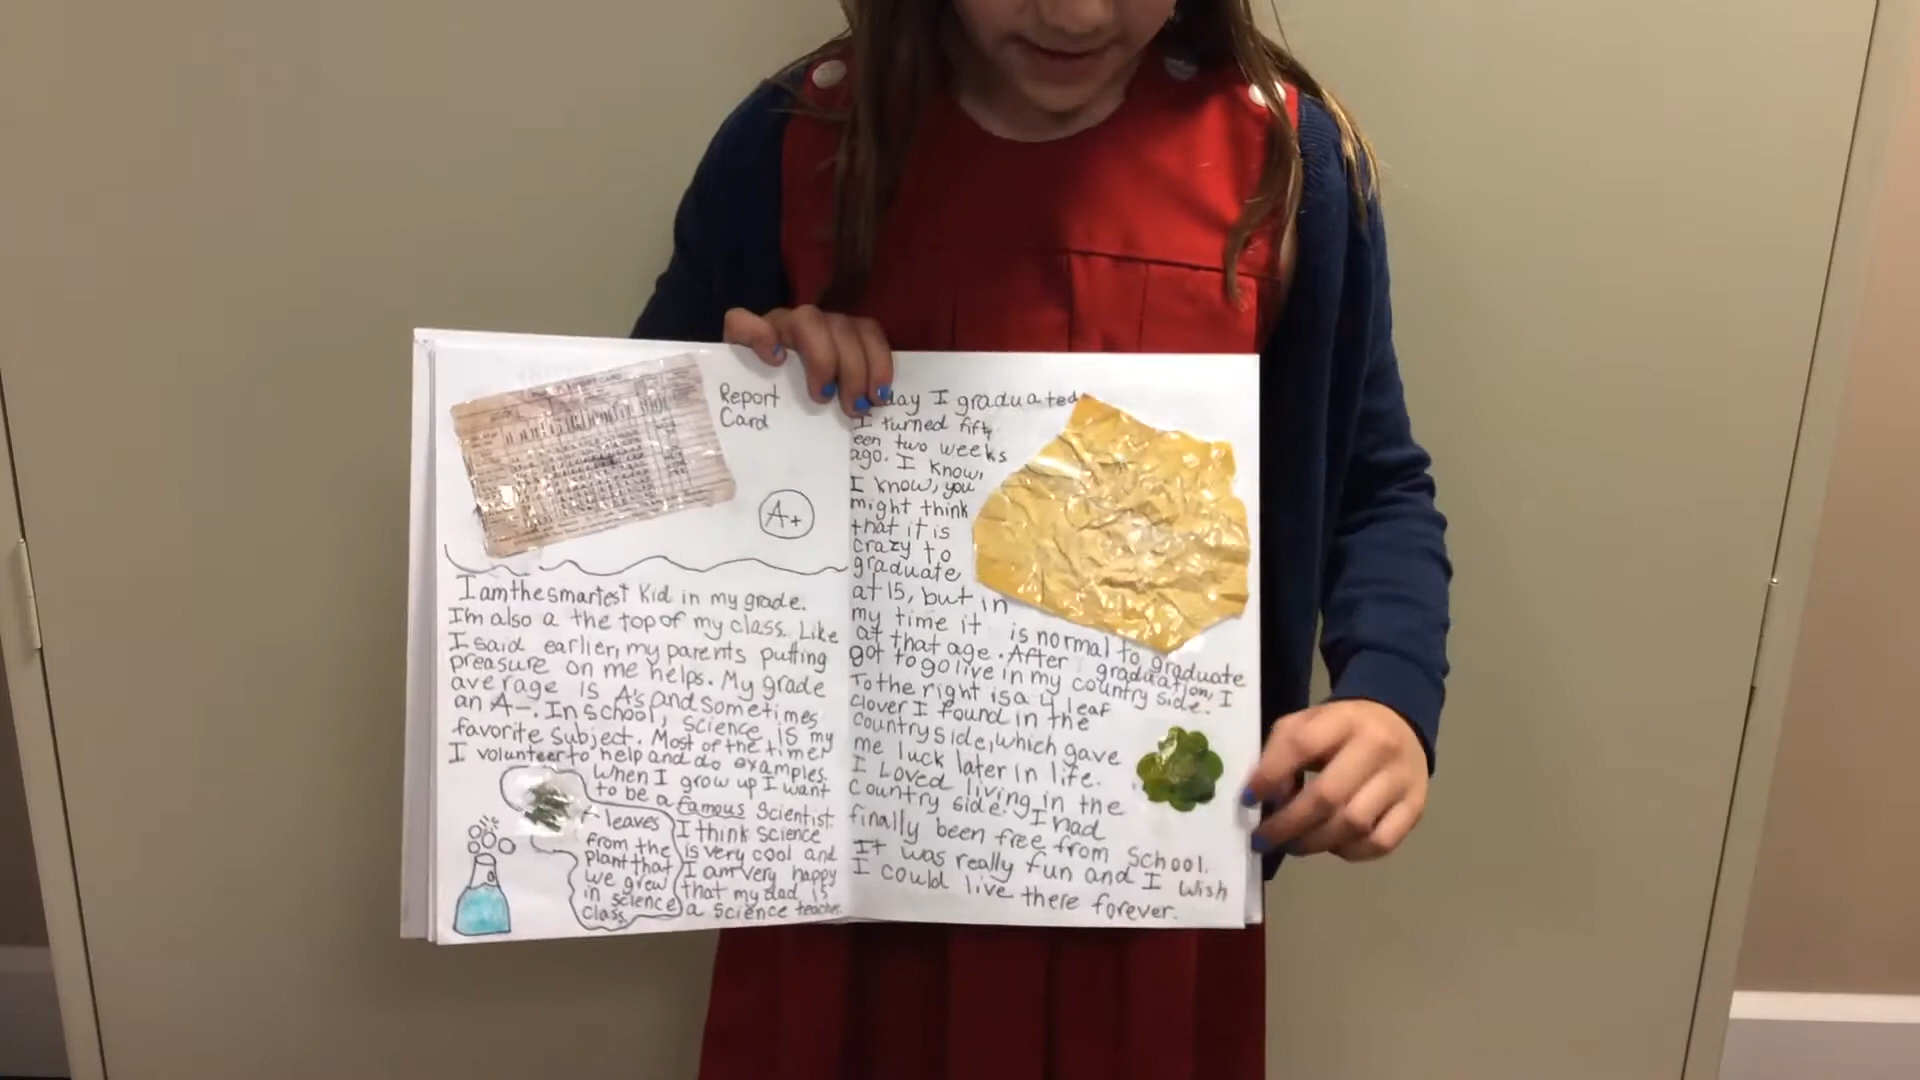 Report
Card
A+
I am the smartest Kid in my grade.
I'm also a the top of my class. Like
I said earlier, my parents putting
preasure on me helps. My grade
average is A's and sometimes
an A-. In school, science is my
favorite subject. Most of the time
I volunteer to help and do examples.
When I grow up I want
to be a famous Scientist.
I think science
is very cool and
I am very happy
that my dad is
a science teacher.
leaves
from the
plant that
we grew
in science
class
day I graduated
I turned fift
een two weeks
ago. I know,
I know, you
might think
that it is
crazy to
graduate
at 15, but in
my time it is normal to graduate
at that age. After graduation, I
got to go live in my country side.
To the right is a 4 leaf
clover I found in the
countryside, which gave
me luck later in life.
I Loved living in the
country side. I had
finally been free from School.
It was really fun and I wish
I could live there forever.